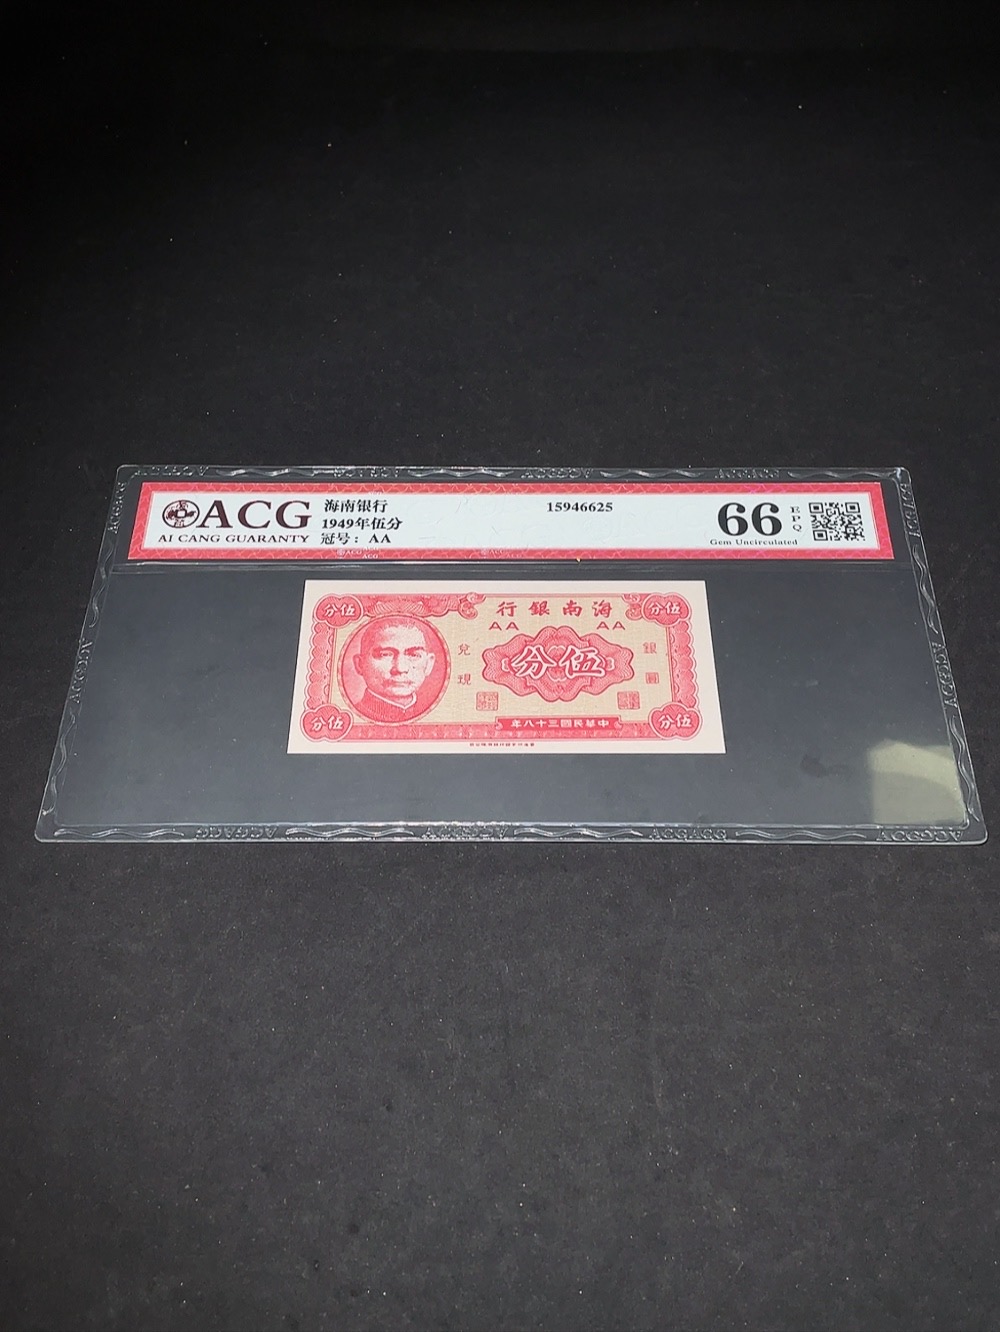 ACG
AI CANG GUARANTY
海南银行
1949年伍分
冠号：AA
15946625
66
EPQ
Gem Uncirculated
分伍
行銀南海
分伍
AA
AA
兌現
分伍
銀圓
分伍
年八十三國民華中
分伍